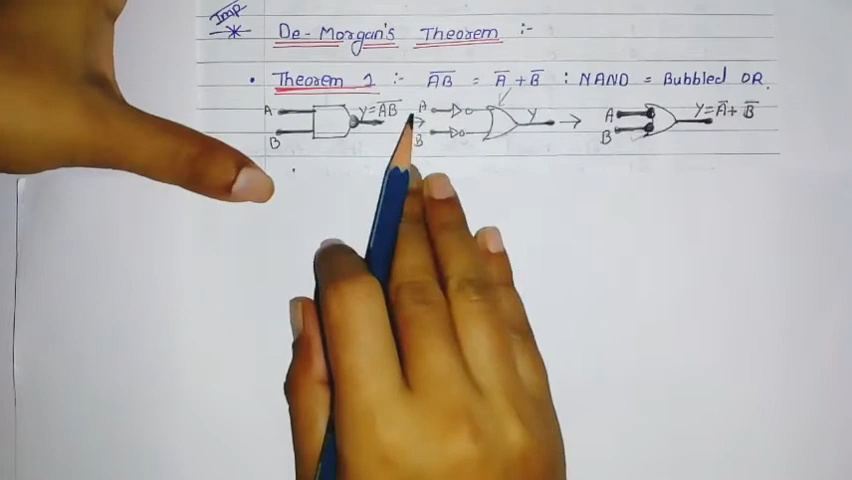 Imp
* De-Morgan's Theorem :-
• Theorem 1 :- A̅B̅ = A̅ + B̅ : NAND = Bubbled OR.
A B Y = A̅B̅ → A B Y → A B Y = A̅ + B̅